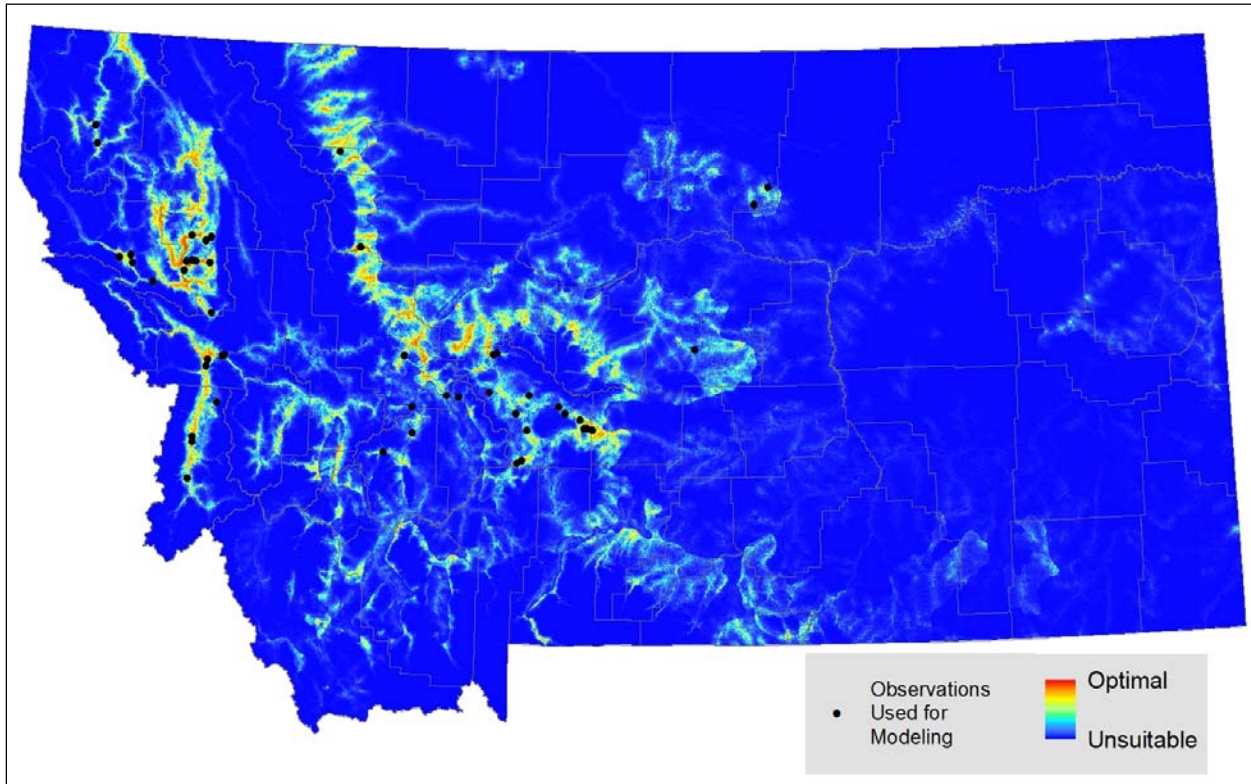 Observations
Used for
Modeling
Optimal
Unsuitable